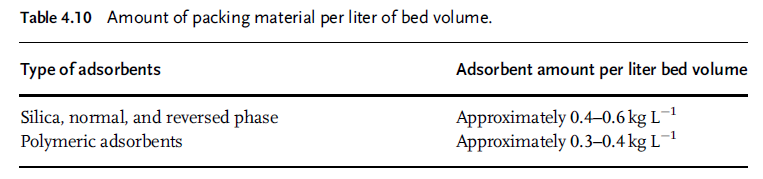 Table 4.10 Amount of packing material per liter of bed volume.
Type of adsorbents Adsorbent amount per liter bed volume
Silica, normal, and reversed phase Approximately 0.4–0.6 kg L⁻¹
Polymeric adsorbents Approximately 0.3–0.4 kg L⁻¹